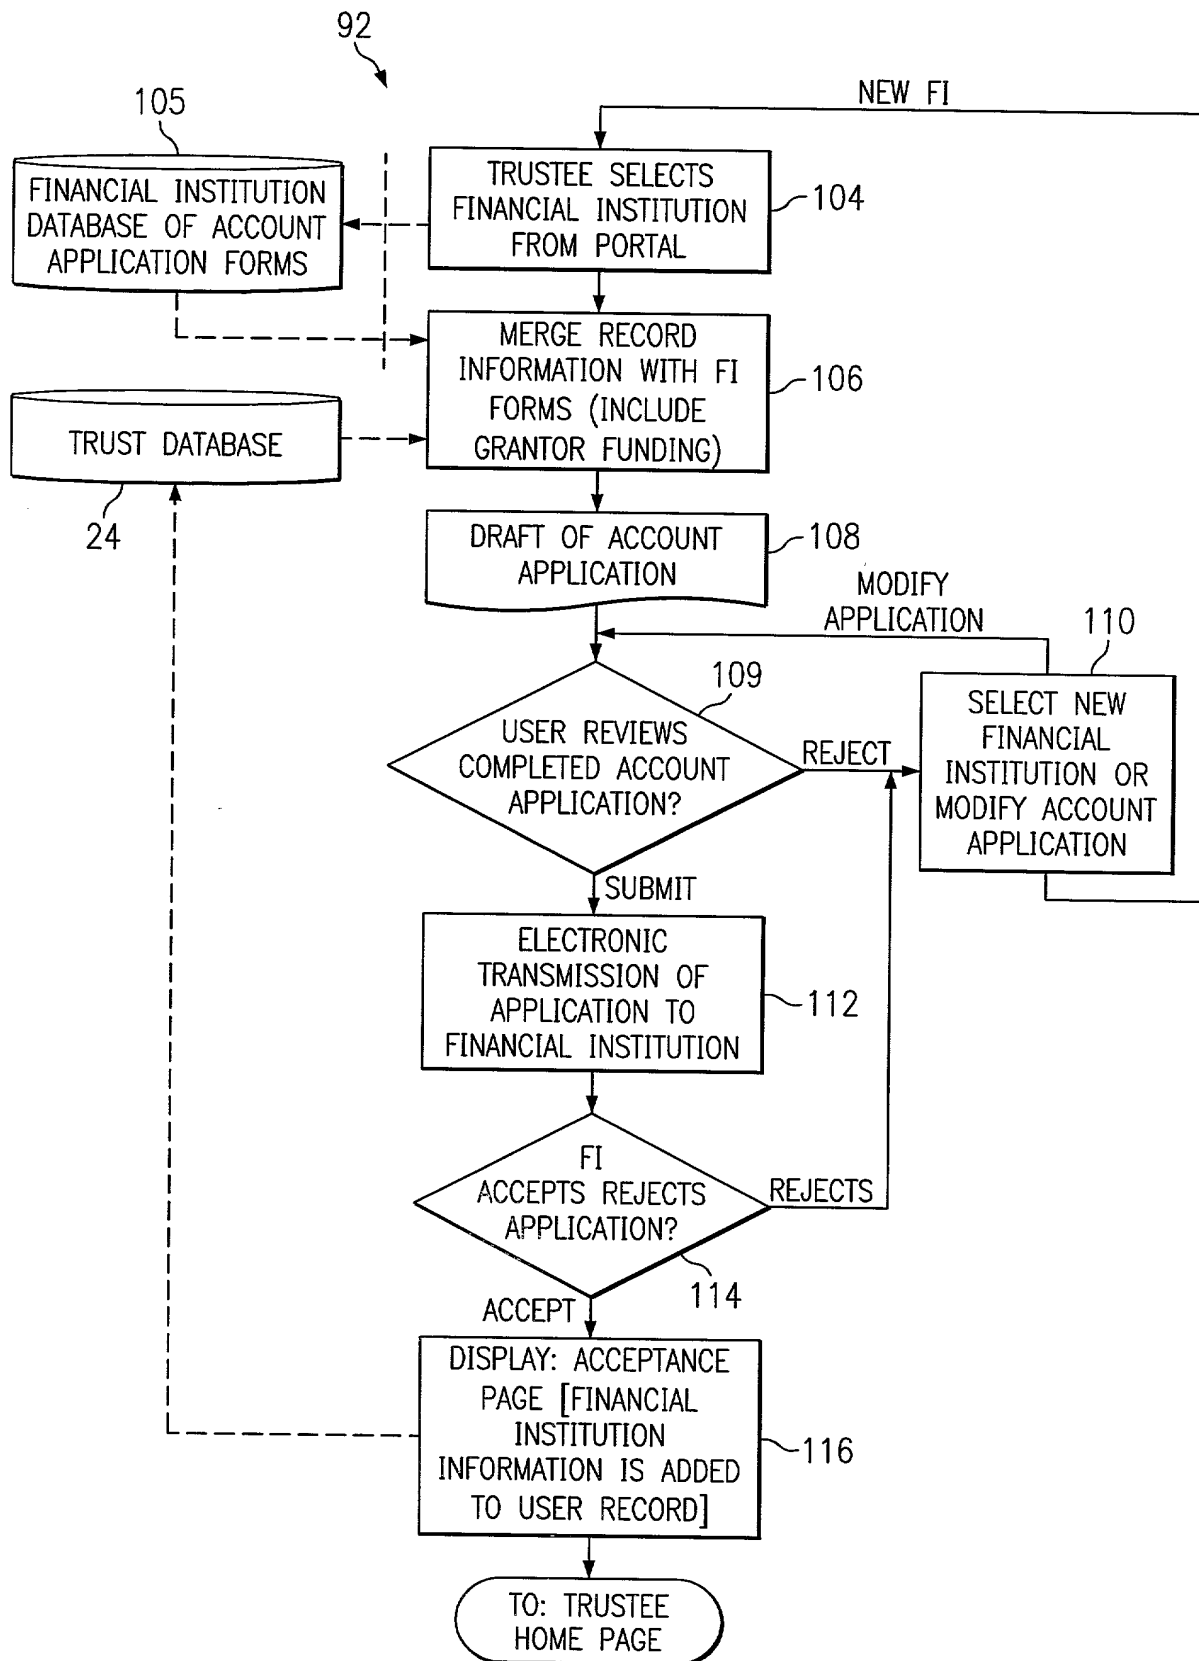 92
NEW FI
105
FINANCIAL INSTITUTION
DATABASE OF ACCOUNT
APPLICATION FORMS
TRUSTEE SELECTS
FINANCIAL INSTITUTION
FROM PORTAL
104
MERGE RECORD
INFORMATION WITH FI
FORMS (INCLUDE
GRANTOR FUNDING)
106
TRUST DATABASE
24
DRAFT OF ACCOUNT
APPLICATION
108
MODIFY
APPLICATION
110
109
USER REVIEWS
COMPLETED ACCOUNT
APPLICATION?
REJECT
SELECT NEW
FINANCIAL
INSTITUTION OR
MODIFY ACCOUNT
APPLICATION
SUBMIT
ELECTRONIC
TRANSMISSION OF
APPLICATION TO
FINANCIAL INSTITUTION
112
FI
ACCEPTS REJECTS
APPLICATION?
REJECTS
114
ACCEPT
DISPLAY: ACCEPTANCE
PAGE [FINANCIAL
INSTITUTION
INFORMATION IS ADDED
TO USER RECORD]
116
TO: TRUSTEE
HOME PAGE